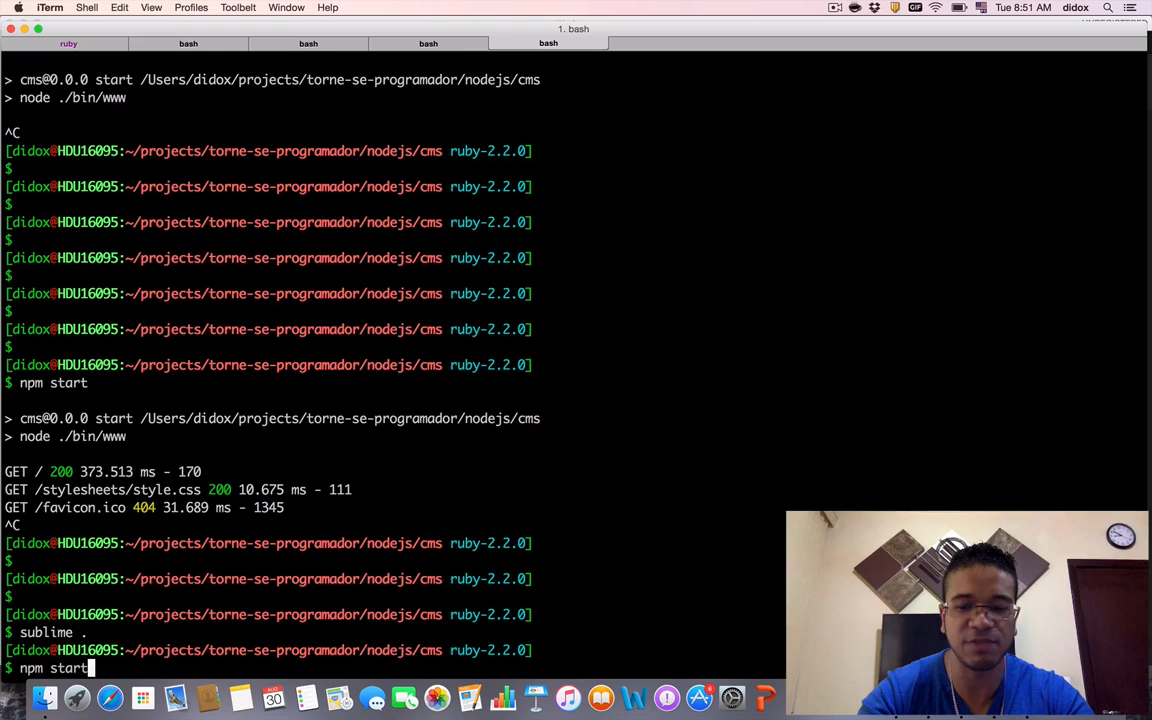 iTerm Shell Edit View Profiles Toolbelt Window Help GIF Tue 8:51 AM didox
1. bash
ruby bash bash bash bash
> cms@0.0.0 start /Users/didox/projects/torne-se-programador/nodejs/cms
> node ./bin/www
^C
[didox@HDU16095:~/projects/torne-se-programador/nodejs/cms ruby-2.2.0]
$
[didox@HDU16095:~/projects/torne-se-programador/nodejs/cms ruby-2.2.0]
$
[didox@HDU16095:~/projects/torne-se-programador/nodejs/cms ruby-2.2.0]
$
[didox@HDU16095:~/projects/torne-se-programador/nodejs/cms ruby-2.2.0]
$
[didox@HDU16095:~/projects/torne-se-programador/nodejs/cms ruby-2.2.0]
$
[didox@HDU16095:~/projects/torne-se-programador/nodejs/cms ruby-2.2.0]
$
[didox@HDU16095:~/projects/torne-se-programador/nodejs/cms ruby-2.2.0]
$ npm start
> cms@0.0.0 start /Users/didox/projects/torne-se-programador/nodejs/cms
> node ./bin/www
GET / 200 373.513 ms - 170
GET /stylesheets/style.css 200 10.675 ms - 111
GET /favicon.ico 404 31.689 ms - 1345
^C
[didox@HDU16095:~/projects/torne-se-programador/nodejs/cms ruby-2.2.0]
$
[didox@HDU16095:~/projects/torne-se-programador/nodejs/cms ruby-2.2.0]
$
[didox@HDU16095:~/projects/torne-se-programador/nodejs/cms ruby-2.2.0]
$ sublime .
[didox@HDU16095:~/projects/torne-se-programador/nodejs/cms ruby-2.2.0]
$ npm start
AUG
30
6